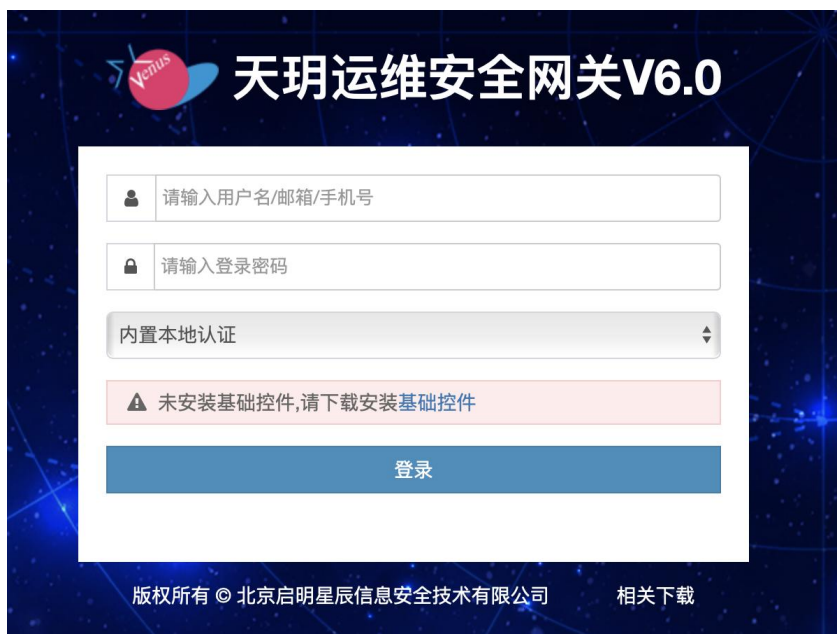 Venus
天玥运维安全网关V6.0
请输入用户名/邮箱/手机号
请输入登录密码
内置本地认证
未安装基础控件,请下载安装基础控件
登录
版权所有 © 北京启明星辰信息安全技术有限公司 相关下载